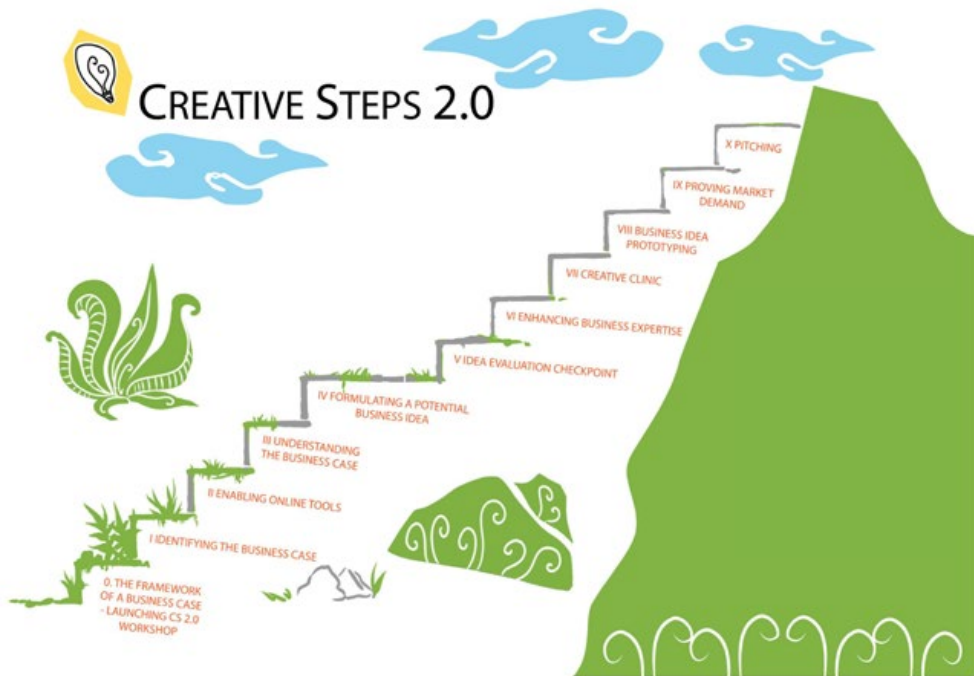 CREATIVE STEPS 2.0
X PITCHING
IX PROVING MARKET
DEMAND
VIII BUSINESS IDEA
PROTOTYPING
VII CREATIVE CLINIC
VI ENHANCING BUSINESS EXPERTISE
V IDEA EVALUATION CHECKPOINT
IV FORMULATING A POTENTIAL
BUSINESS IDEA
III UNDERSTANDING
THE BUSINESS CASE
II ENABLING ONLINE TOOLS
I IDENTIFYING THE BUSINESS CASE
0. THE FRAMEWORK
OF A BUSINESS CASE
- LAUNCHING CS 2.0
WORKSHOP